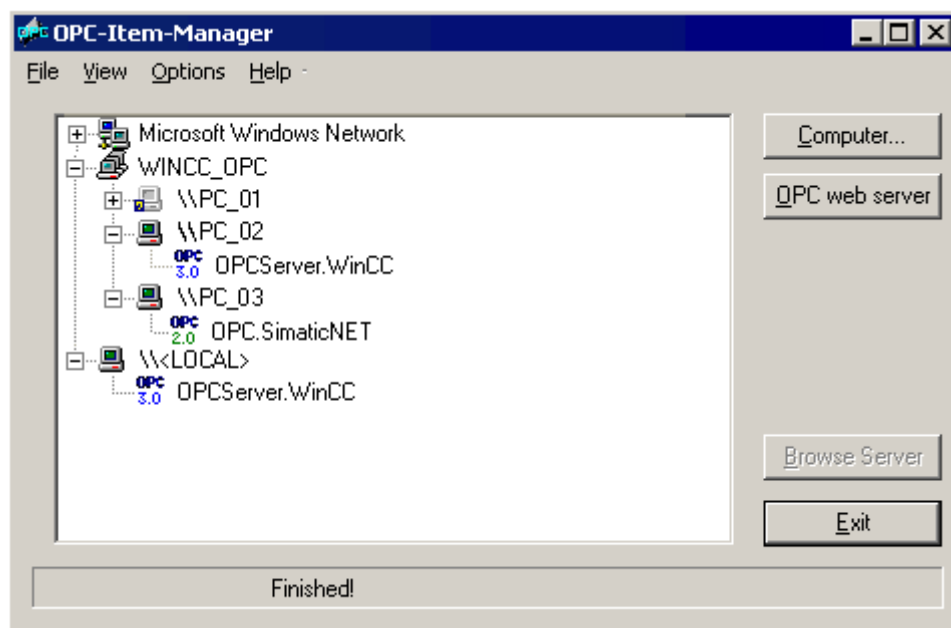 OPC OPC-Item-Manager
File View Options Help
Microsoft Windows Network
Computer...
WINCC_OPC
\\PC_01
OPC web server
\\PC_02
OPC 3.0 OPCServer.WinCC
\\PC_03
OPC 2.0 OPC.SimaticNET
\\<LOCAL>
OPC 3.0 OPCServer.WinCC
Browse Server
Exit
Finished!